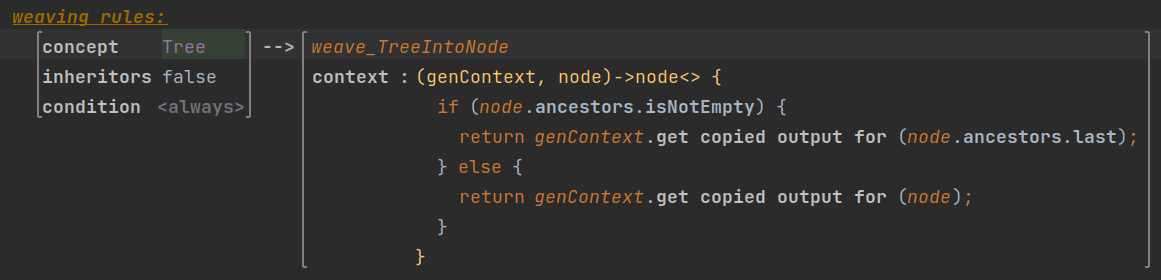 weaving rules:
concept Tree --> weave_TreeIntoNode
inheritors false context : (genContext, node)->node<> {
condition <always> if (node.ancestors.isNotEmpty) {
return genContext.get copied output for (node.ancestors.last);
} else {
return genContext.get copied output for (node);
}
}